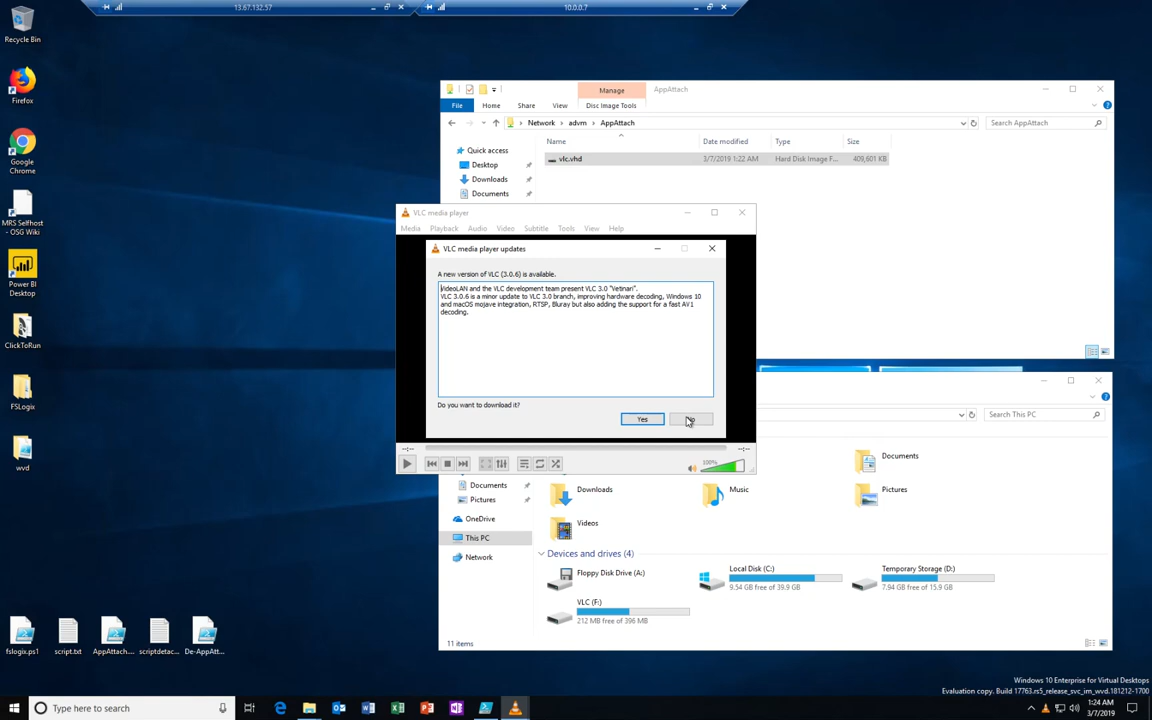 13.67.132.57
10.0.0.7
Recycle Bin
Firefox
Google
Chrome
MRS Selfhost
- OSG Wiki
Power BI
Desktop
ClickToRun
FSLogix
wvd
fslogix.ps1
script.txt
AppAttach....
scriptdetac...
De-AppAtt...
Manage
AppAttach
File
Home
Share
View
Disc Image Tools
Network
advm
AppAttach
Search AppAttach
Name
Date modified
Type
Size
Quick access
Desktop
Downloads
Documents
vlc.vhd
3/7/2019 1:22 AM
Hard Disk Image F...
409,601 KB
VLC media player
Media Playback Audio Video Subtitle Tools View Help
VLC media player updates
A new version of VLC (3.0.6) is available.
VideoLAN and the VLC development team present VLC 3.0 "Vetinari".
VLC 3.0.6 is a minor update to VLC 3.0 branch, improving hardware decoding, Windows 10
and macOS mojave integration, RTSP, Bluray but also adding the support for a fast AV1
decoding.
Do you want to download it?
Yes
--:--
--:--
100%
Search This PC
Documents
Pictures
OneDrive
This PC
Network
Documents
Downloads
Music
Pictures
Videos
Devices and drives (4)
Floppy Disk Drive (A:)
Local Disk (C:)
9.54 GB free of 39.9 GB
Temporary Storage (D:)
7.94 GB free of 15.9 GB
VLC (F:)
212 MB free of 396 MB
11 items
Windows 10 Enterprise for Virtual Desktops
Evaluation copy. Build 17763.rs5_release_svc_im_wvd.181212-1700
Type here to search
1:24 AM
3/7/2019